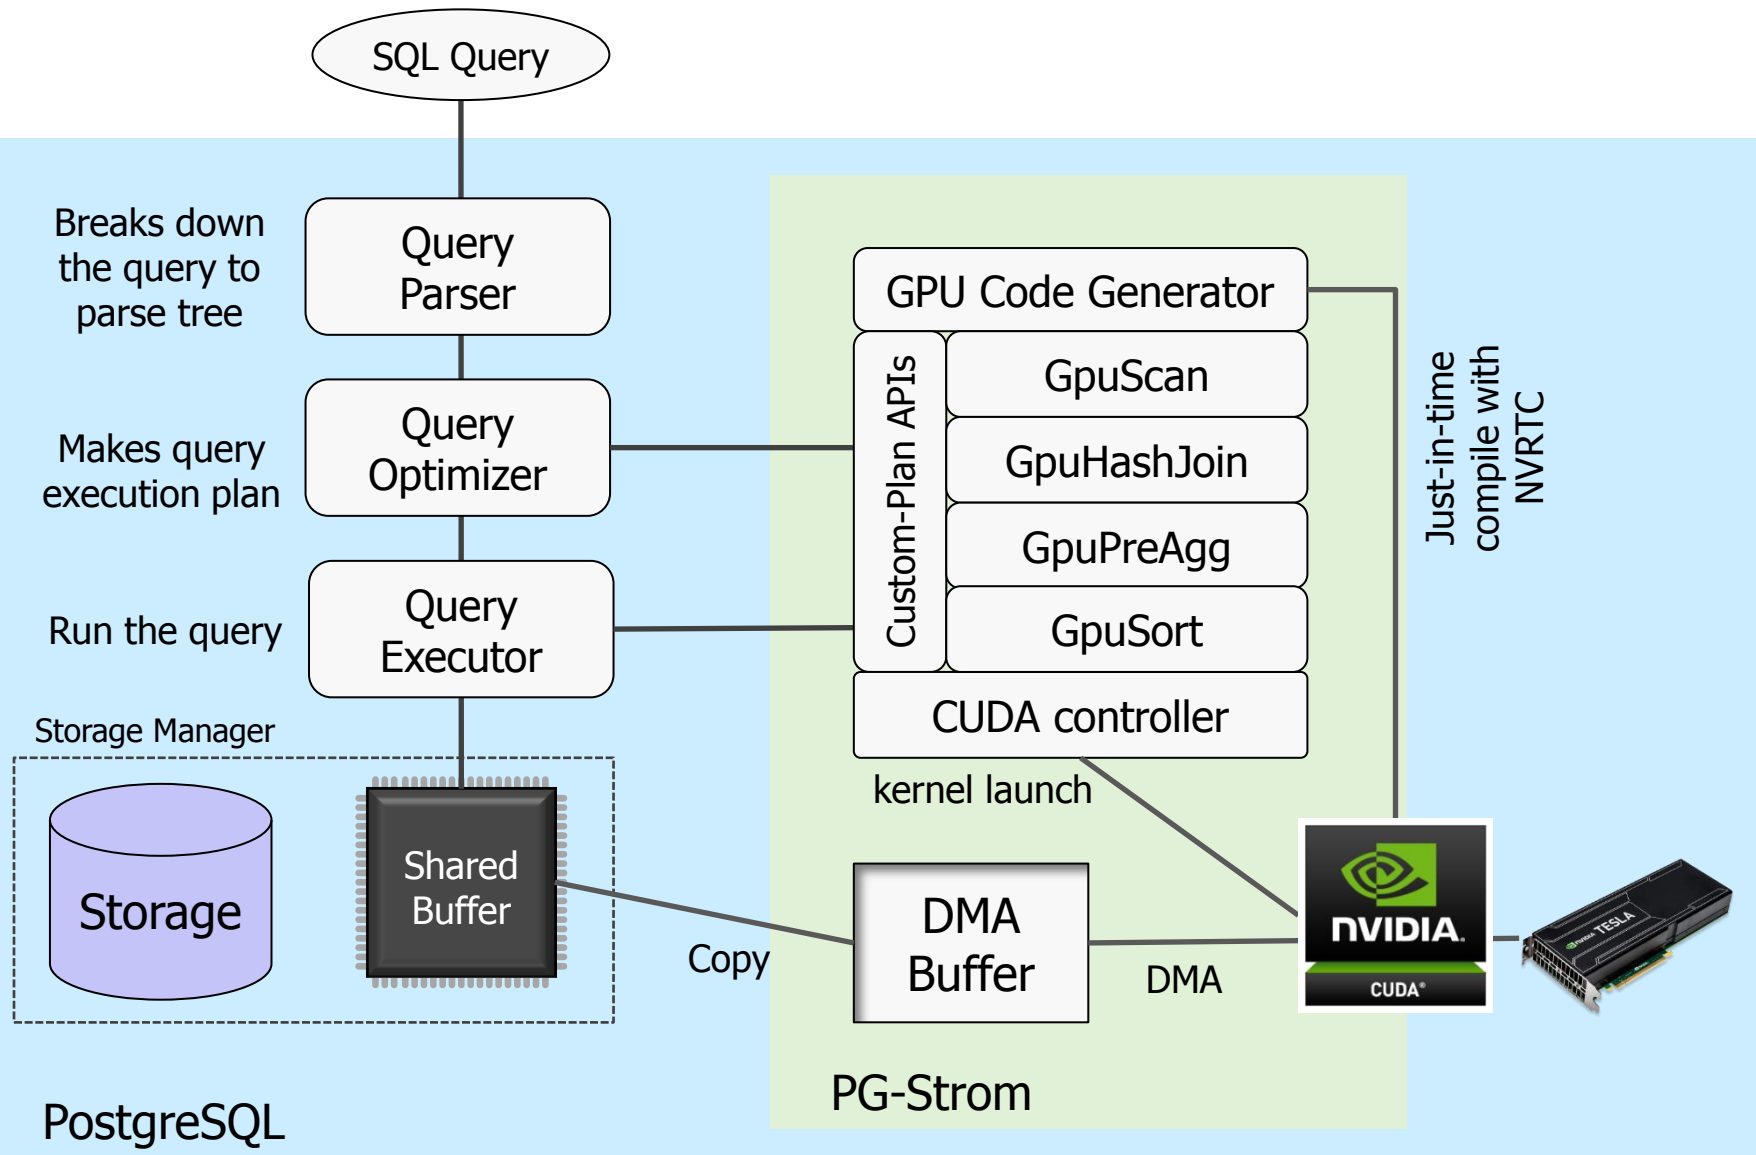 SQL Query
Breaks down
the query to
parse tree
Query
Parser
Makes query
execution plan
Query
Optimizer
Run the query
Query
Executor
Storage Manager
Storage
Shared
Buffer
Copy
PostgreSQL
GPU Code Generator
Custom-Plan APIs
GpuScan
GpuHashJoin
GpuPreAgg
GpuSort
CUDA controller
kernel launch
DMA
Buffer
DMA
PG-Strom
Just-in-time
compile with
NVRTC
NVIDIA.
CUDA®
NVIDIA TESLA